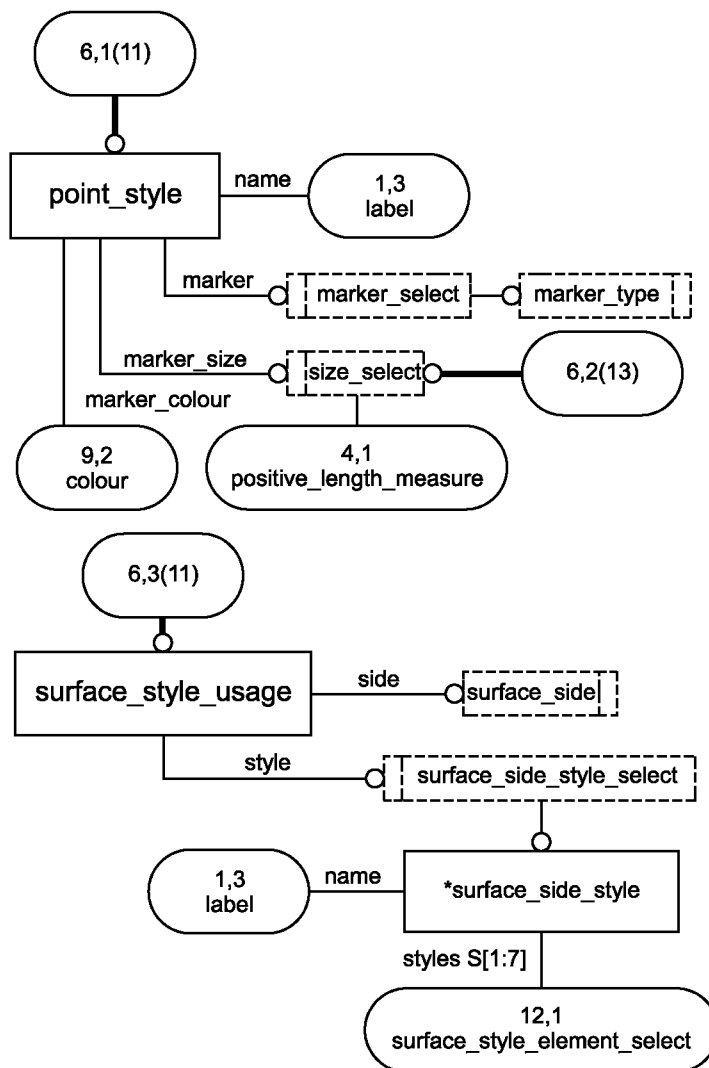 6,1(11)
point_style
name
1,3
label
marker
marker_select
marker_type
marker_size
size_select
6,2(13)
marker_colour
9,2
colour
4,1
positive_length_measure
6,3(11)
surface_style_usage
side
surface_side
style
surface_side_style_select
1,3
label
name
*surface_side_style
styles S[1:7]
12,1
surface_style_element_select